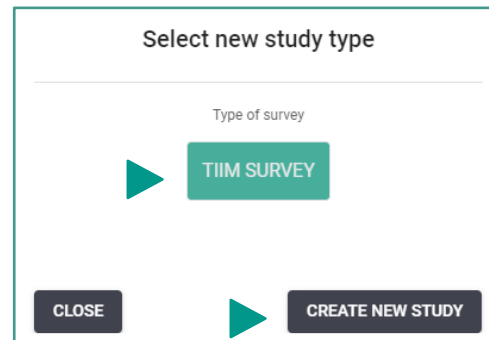 Select new study type
Type of survey
TIIM SURVEY
CLOSE
CREATE NEW STUDY